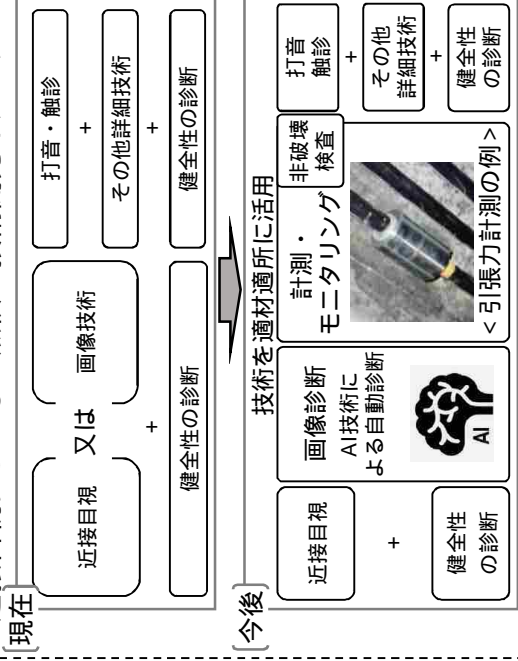 現在
近接目視
又は
画像技術
+
健全性の診断
打音・触診
+
その他詳細技術
+
健全性の診断
今後
技術を適材適所に活用
近接目視
+
健全性
の診断
画像診断
AI技術に
よる自動診断
AI
計測・
モニタリング
非破壊
検査
<引張力計測の例>
打音
触診
+
その他
詳細技術
+
健全性
の診断